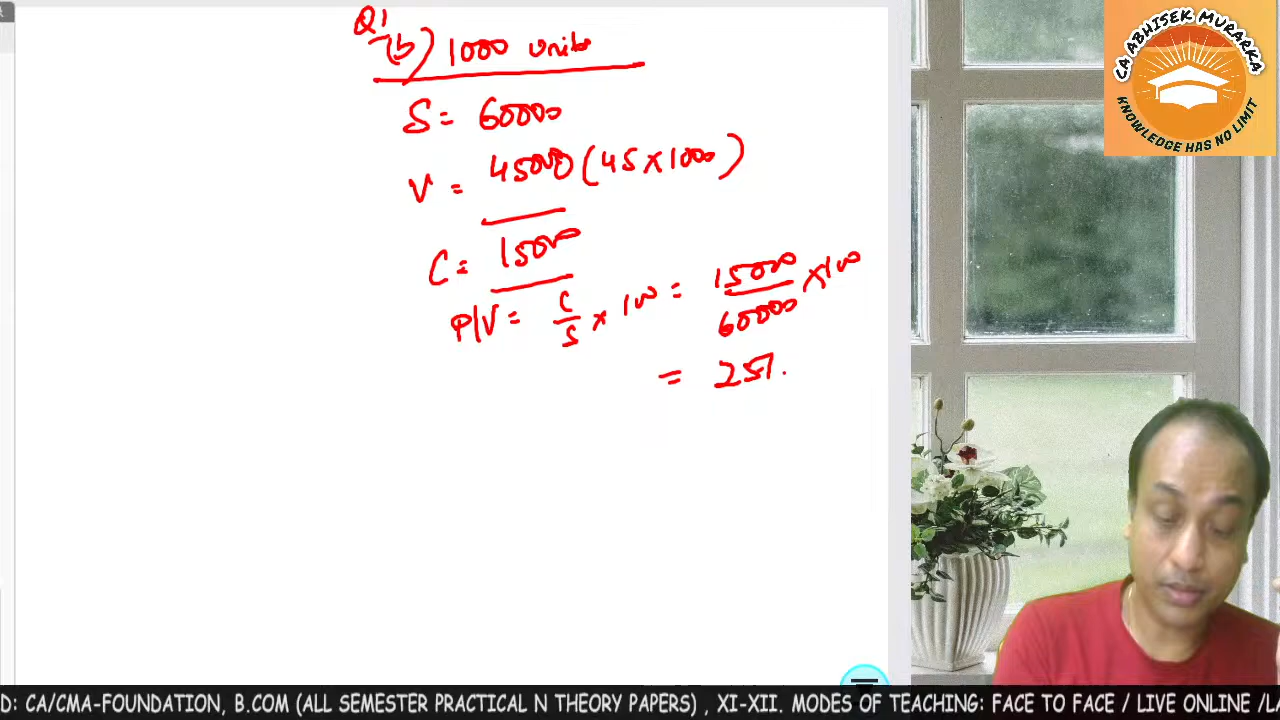 Q1
(b) 1000 units
S = 60000
V = 45000 (45 × 1000)
C = 15000
P/V = C/S × 100 = 15000/60000 × 100
= 25%.
CA ABHISEK MURARKA
KNOWLEDGE HAS NO LIMIT
D: CA/CMA-FOUNDATION, B.COM (ALL SEMESTER PRACTICAL N THEORY PAPERS) , XI-XII. MODES OF TEACHING: FACE TO FACE / LIVE ONLINE /LA